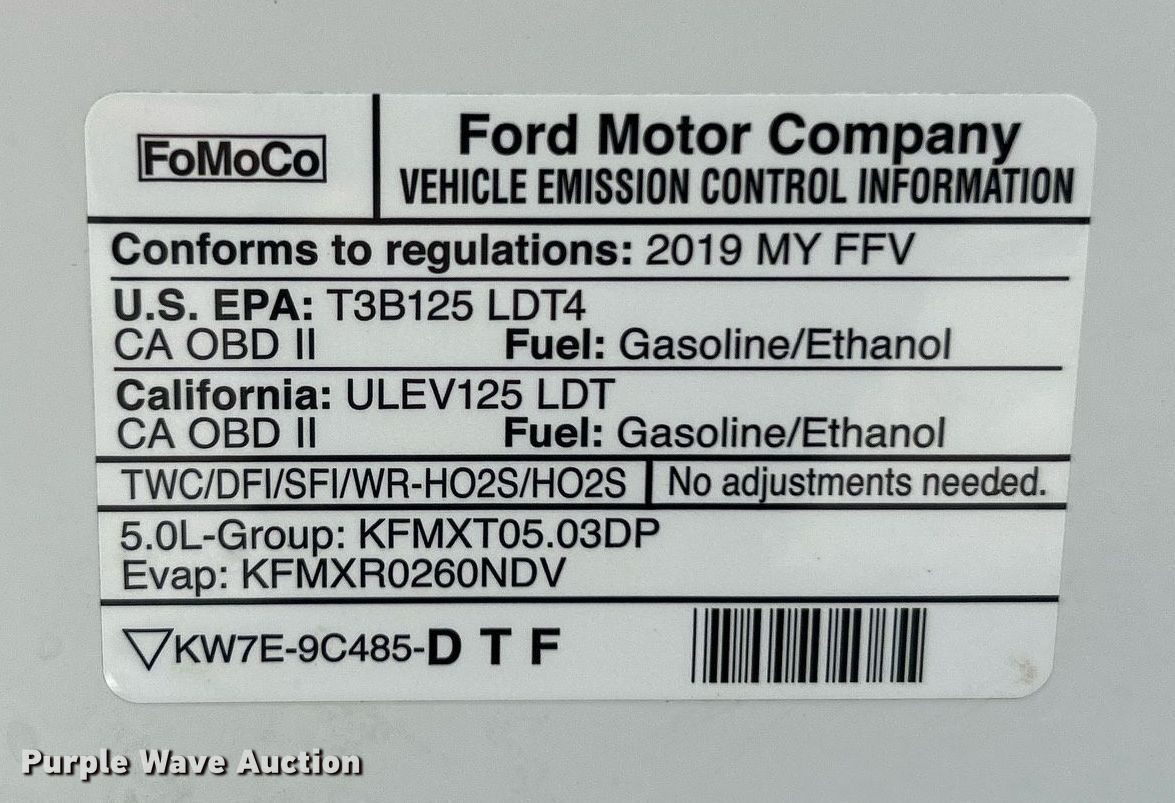 FoMoCo
Ford Motor Company
VEHICLE EMISSION CONTROL INFORMATION
Conforms to regulations: 2019 MY FFV
U.S. EPA: T3B125 LDT4
CA OBD II Fuel: Gasoline/Ethanol
California: ULEV125 LDT
CA OBD II Fuel: Gasoline/Ethanol
TWC/DFI/SFI/WR-HO2S/HO2S No adjustments needed.
5.0L-Group: KFMXT05.03DP
Evap: KFMXR0260NDV
KW7E-9C485-D T F
Purple Wave Auction